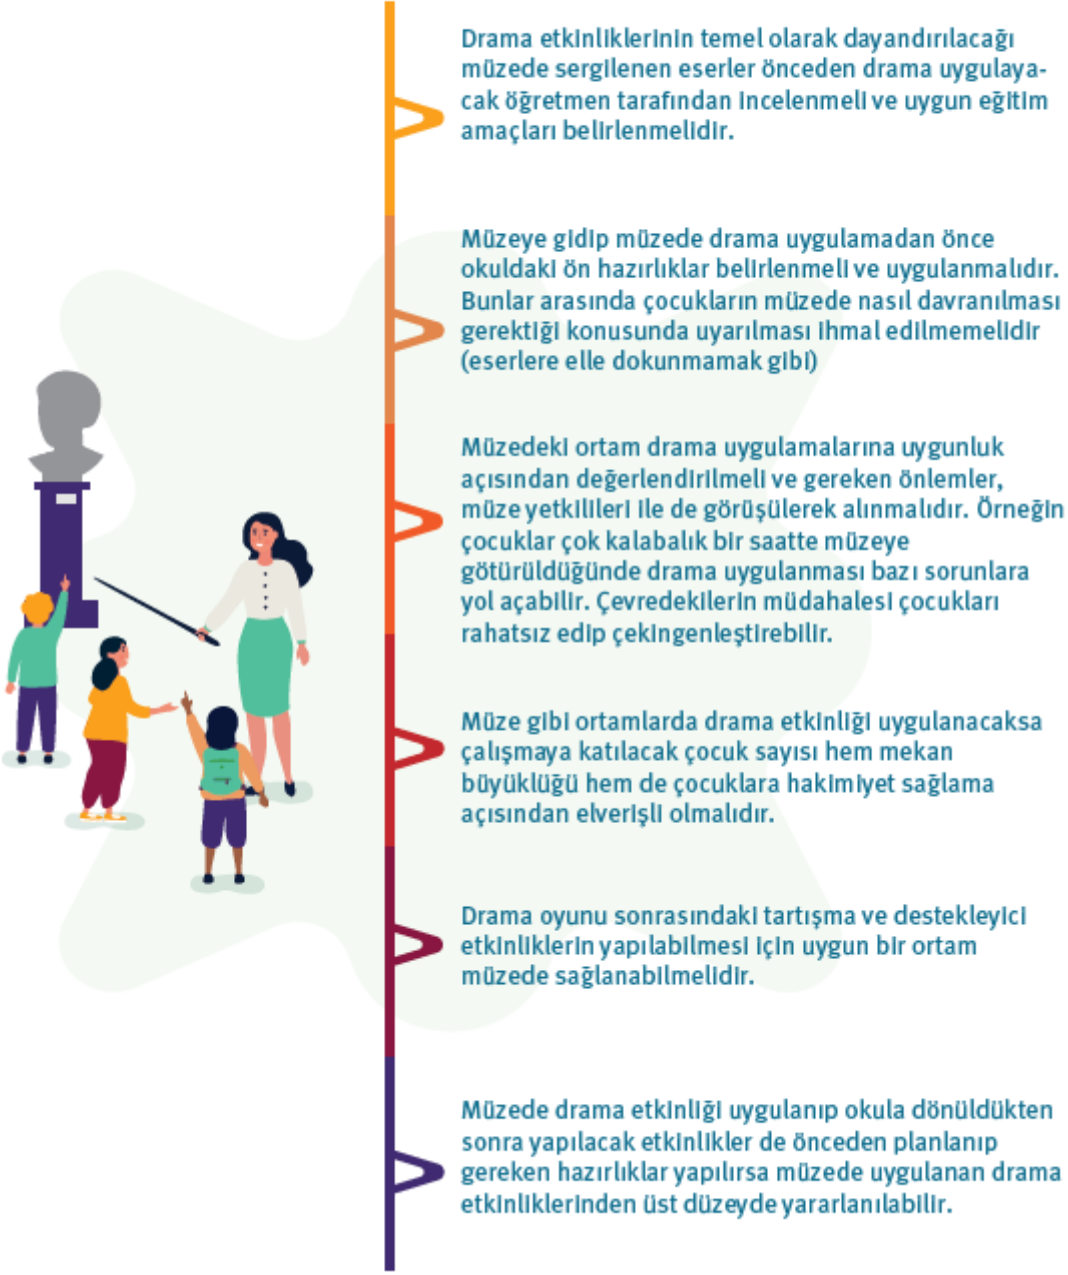 Drama etkinliklerinin temel olarak dayandırılacağı
müzede sergilenen eserler önceden drama uygulaya-
cak öğretmen tarafından incelenmeli ve uygun eğitim
amaçları belirlenmelidir.
Müzeye gidip müzede drama uygulamadan önce
okuldaki ön hazırlıklar belirlenmeli ve uygulanmalıdır.
Bunlar arasında çocukların müzede nasıl davranılması
gerektiği konusunda uyarılması ihmal edilmemelidir
(eserlere elle dokunmamak gibi)
Müzedeki ortam drama uygulamalarına uygunluk
açısından değerlendirilmeli ve gereken önlemler,
müze yetkilileri ile de görüşülerek alınmalıdır. Örneğin
çocuklar çok kalabalık bir saatte müzeye
götürüldüğünde drama uygulanması bazı sorunlara
yol açabilir. Çevredekilerin müdahalesi çocukları
rahatsız edip çekingenleştirebilir.
Müze gibi ortamlarda drama etkinliği uygulanacaksa
çalışmaya katılacak çocuk sayısı hem mekan
büyüklüğü hem de çocuklara hakimiyet sağlama
açısından elverişli olmalıdır.
Drama oyunu sonrasındaki tartışma ve destekleyici
etkinliklerin yapılabilmesi için uygun bir ortam
müzede sağlanabilmelidir.
Müzede drama etkinliği uygulanıp okula dönüldükten
sonra yapılacak etkinlikler de önceden planlanıp
gereken hazırlıklar yapılırsa müzede uygulanan drama
etkinliklerinden üst düzeyde yararlanılabilir.